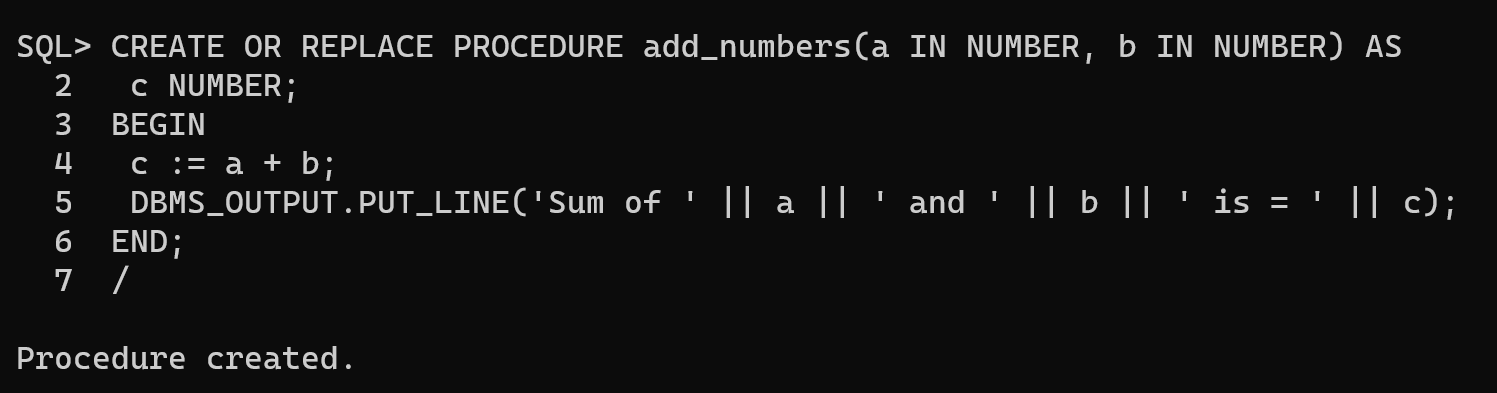 SQL> CREATE OR REPLACE PROCEDURE add_numbers(a IN NUMBER, b IN NUMBER) AS
  2   c NUMBER;
  3  BEGIN
  4   c := a + b;
  5   DBMS_OUTPUT.PUT_LINE('Sum of ' || a || ' and ' || b || ' is = ' || c);
  6  END;
  7  /

Procedure created.